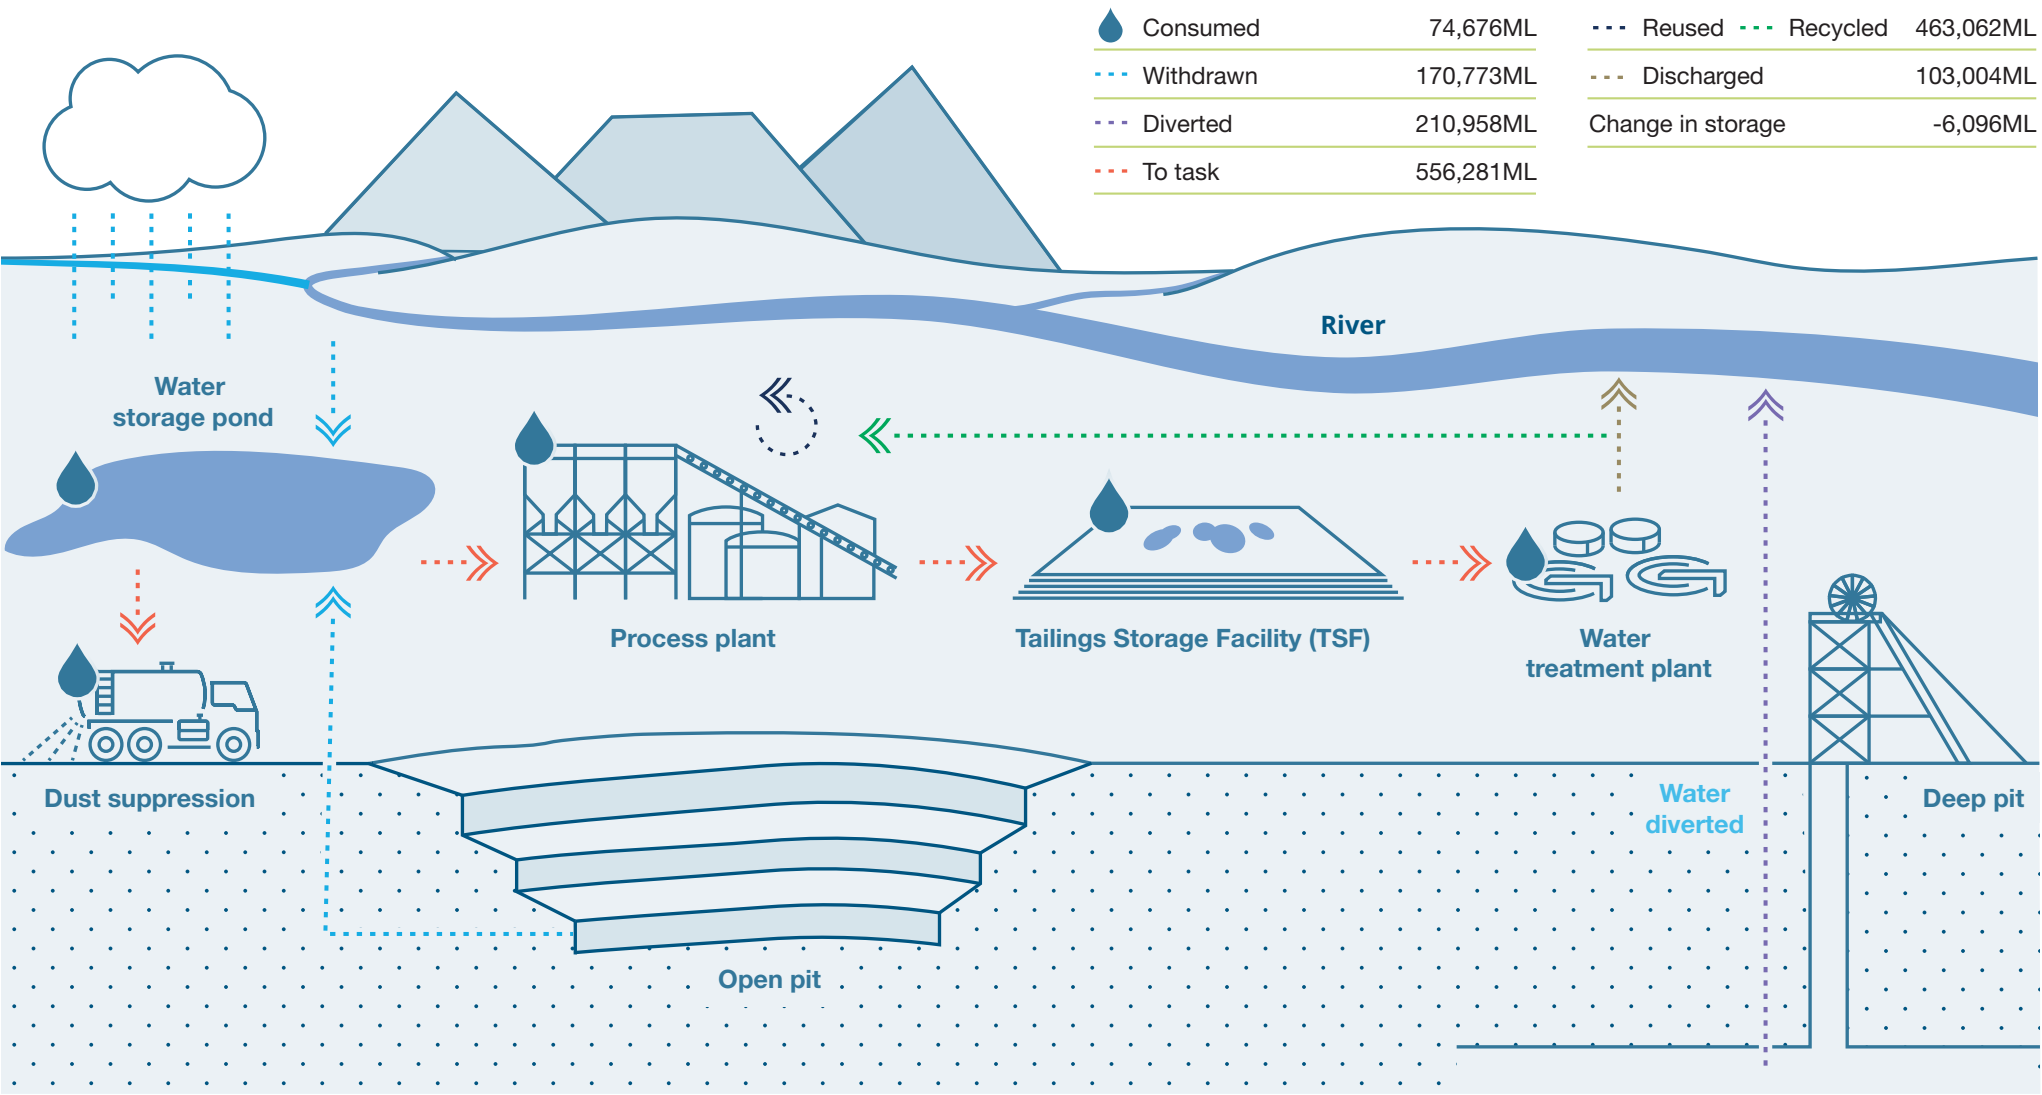 Consumed 74,676ML
Withdrawn 170,773ML
Diverted 210,958ML
To task 556,281ML
Reused Recycled 463,062ML
Discharged 103,004ML
Change in storage -6,096ML
River
Water
storage pond
Process plant
Tailings Storage Facility (TSF)
Water
treatment plant
Dust suppression
Water
diverted
Deep pit
Open pit